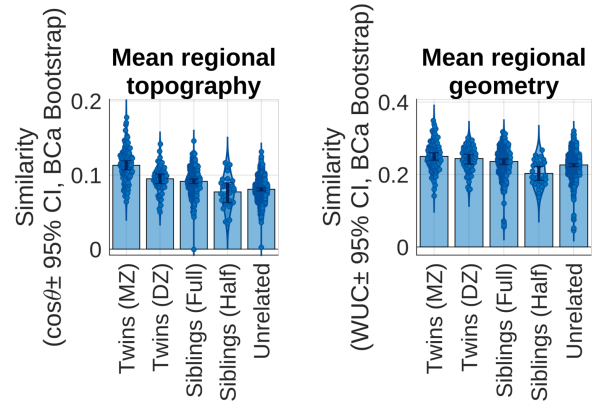 Mean regional
topography
Similarity
(cosθ± 95% CI, BCa Bootstrap)
0.2
0.1
0
Twins (MZ)
Twins (DZ)
Siblings (Full)
Siblings (Half)
Unrelated
Mean regional
geometry
Similarity
(WUC± 95% CI, BCa Bootstrap)
0.4
0.2
0
Twins (MZ)
Twins (DZ)
Siblings (Full)
Siblings (Half)
Unrelated